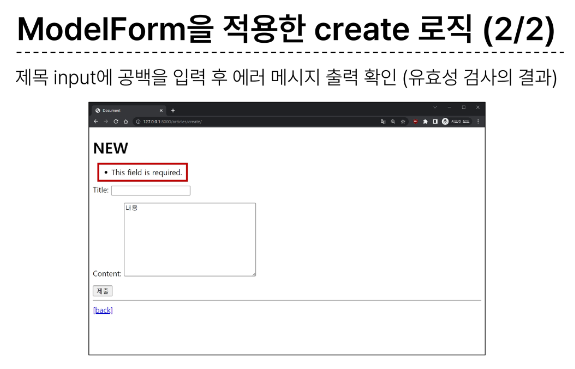 ModelForm을 적용한 create 로직 (2/2)
제목 input에 공백을 입력 후 에러 메시지 출력 확인 (유효성 검사의 결과)
Document
127.0.0.1:8000/articles/create/
NEW
• This field is required.
Title:
내용
Content:
제출
[back]